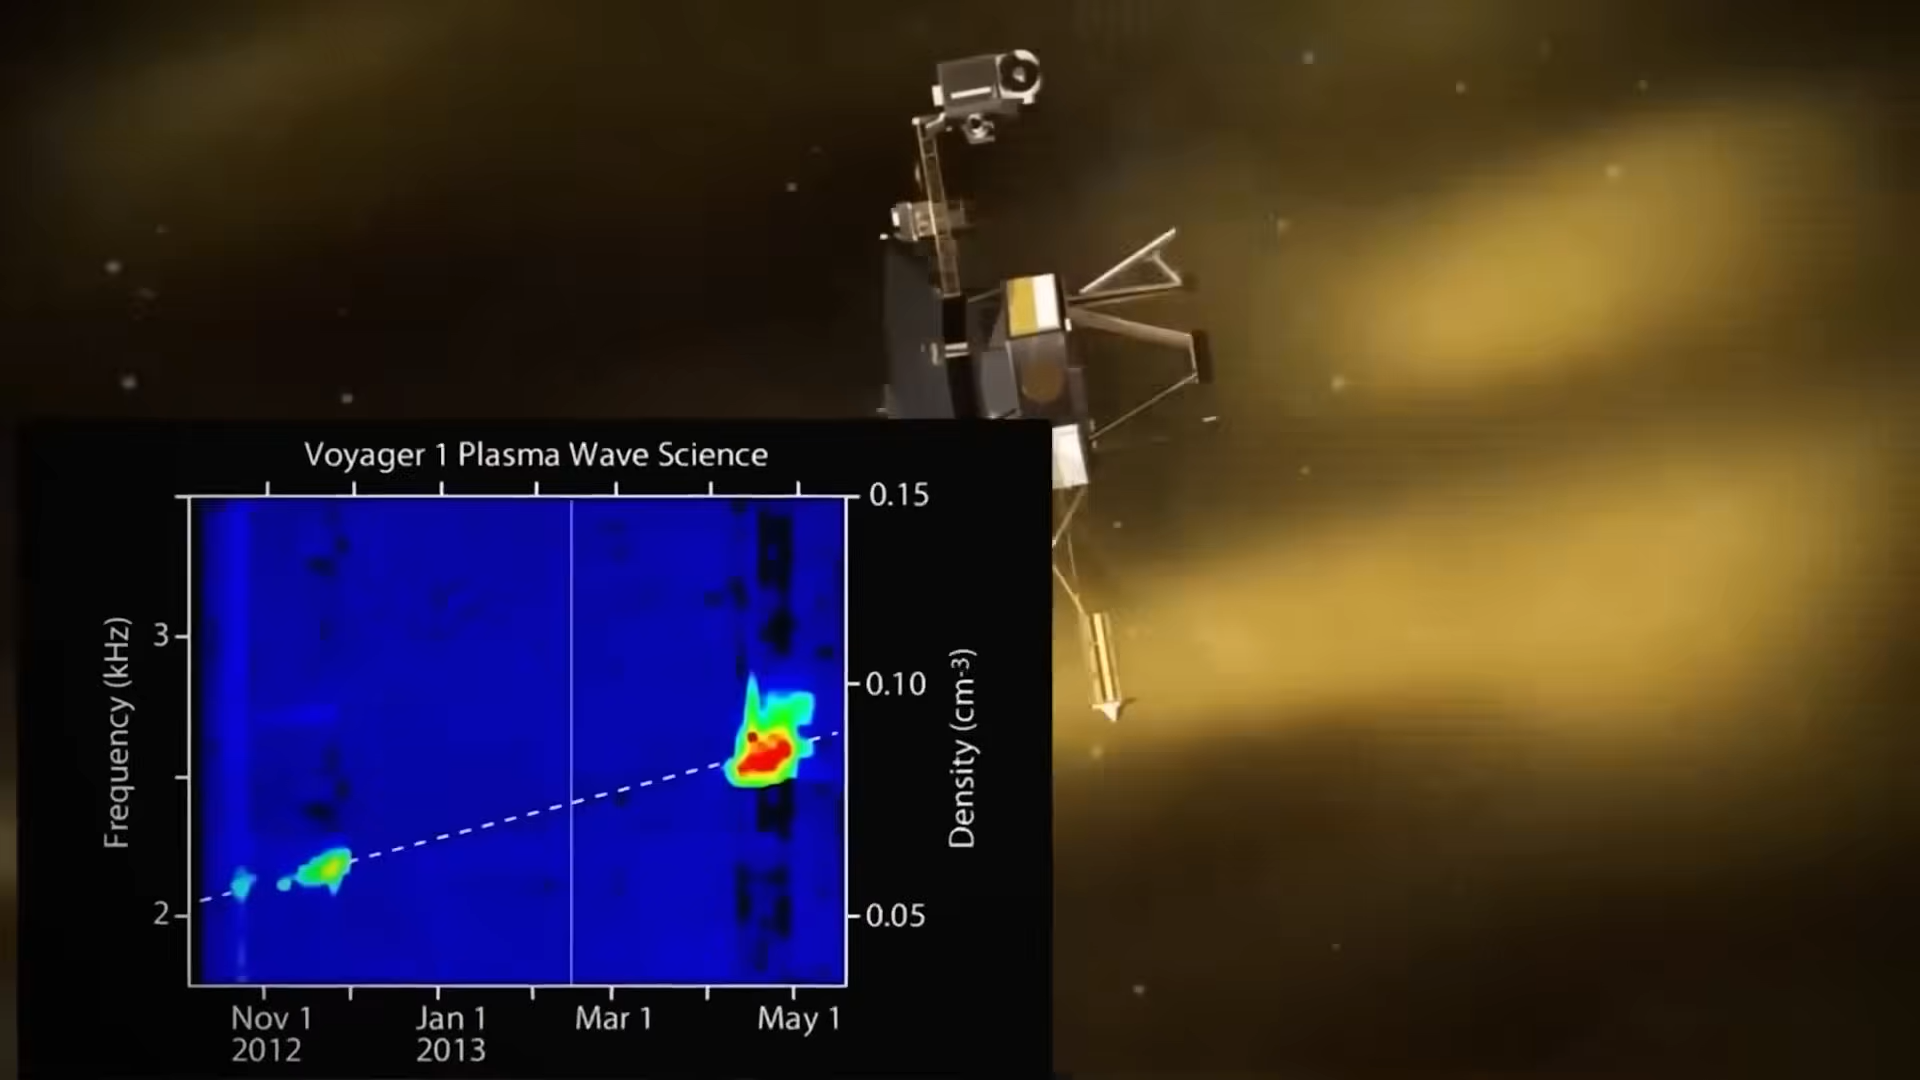 Voyager 1 Plasma Wave Science
0.15
3
0.10
Frequency (kHz)
Density (cm-3)
2
0.05
Nov 1
2012
Jan 1
2013
Mar 1
May 1